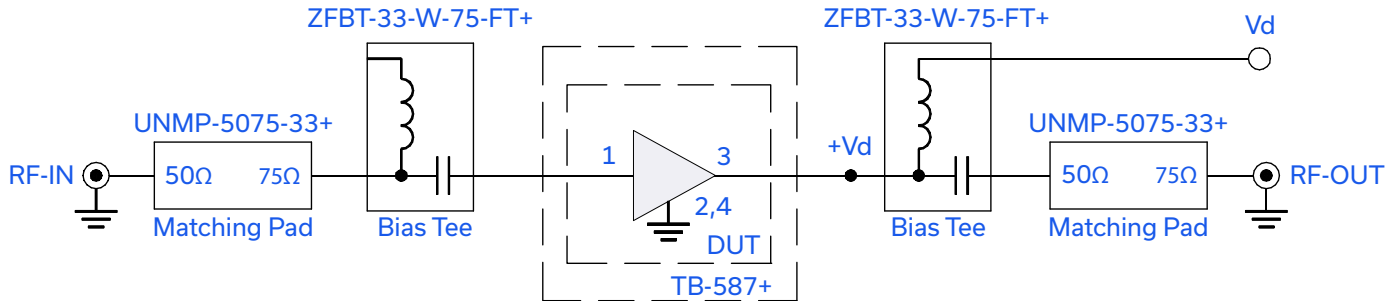 ZFBT-33-W-75-FT+
ZFBT-33-W-75-FT+
Vd
UNMP-5075-33+
UNMP-5075-33+
RF-IN
50Ω
75Ω
1
3
+Vd
50Ω
75Ω
RF-OUT
2,4
Matching Pad
Bias Tee
DUT
Bias Tee
Matching Pad
TB-587+